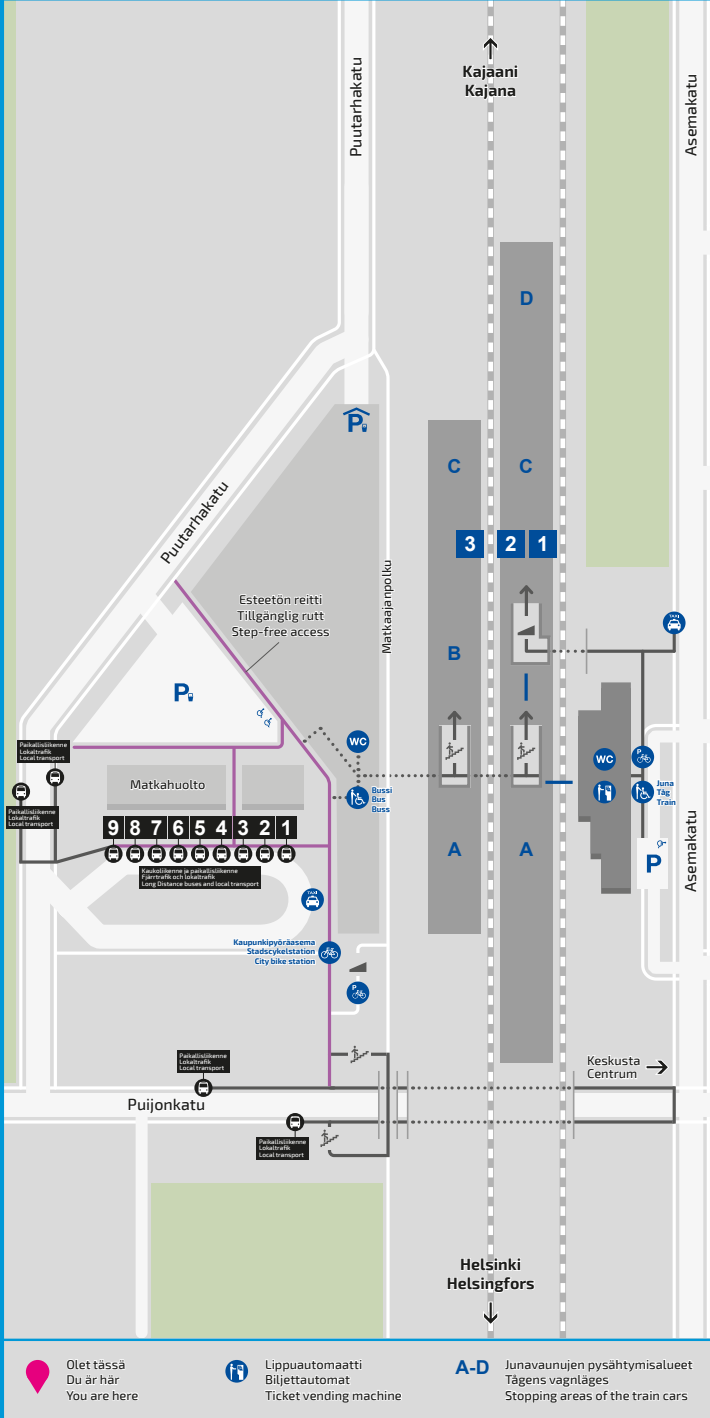 Puutarhakatu
Asemakatu
Kajaani
Kajana
D
P
C
C
3
2
1
Puutarhakatu
Matkaajanpolku
Esteetön reitti
Tillgänglig rutt
Step-free access
TAXI
B
P
WC
Paikallisliikenne
Lokaltrafik
Local transport
P
WC
Matkahuolto
Bussi
Bus
Buss
Juna
Tåg
Train
Paikallisliikenne
Lokaltrafik
Local transport
9
8
7
6
5
4
3
2
1
A
A
P
Asemakatu
Kaukoliikenne ja paikallisliikenne
Fjärrtrafik och lokaltrafik
Long Distance buses and local transport
TAXI
Kaupunkipyöräasema
Stadscykelstation
City bike station
P
Paikallisliikenne
Lokaltrafik
Local transport
Keskusta
Centrum
Puijonkatu
Paikallisliikenne
Lokaltrafik
Local transport
Helsinki
Helsingfors
Olet tässä
Du är här
You are here
Lippuautomaatti
Biljettautomat
Ticket vending machine
A-D
Junavaunujen pysähtymisalueet
Tågens vagnläges
Stopping areas of the train cars